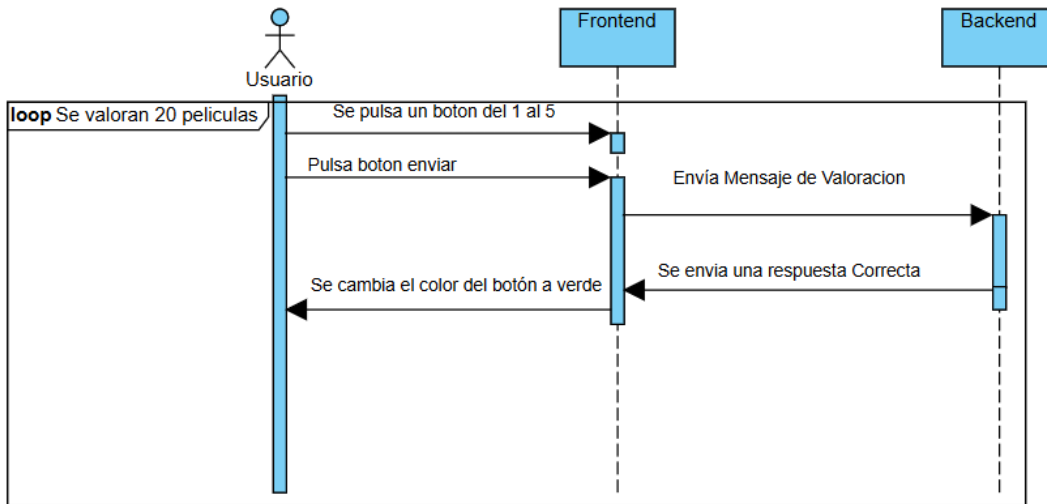 Frontend
Backend
Usuario
loop Se valoran 20 peliculas
Se pulsa un boton del 1 al 5
Pulsa boton enviar
Envía Mensaje de Valoracion
Se envia una respuesta Correcta
Se cambia el color del botón a verde